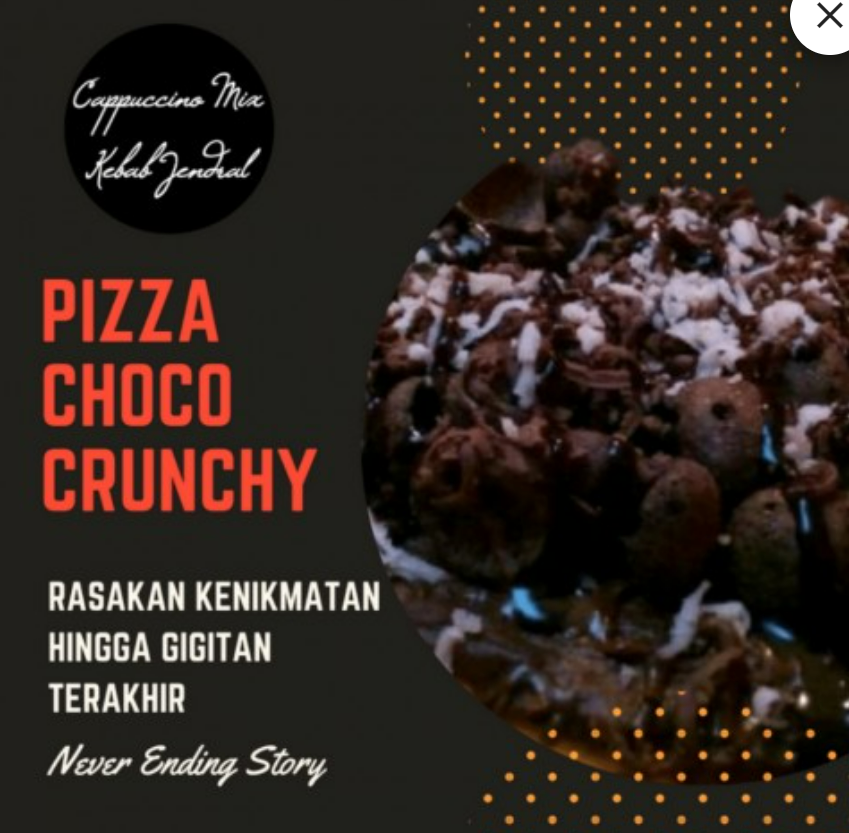 Cappuccino Mix
Kebab Jendral
PIZZA
CHOCO
CRUNCHY
RASAKAN KENIKMATAN
HINGGA GIGITAN
TERAKHIR
Never Ending Story